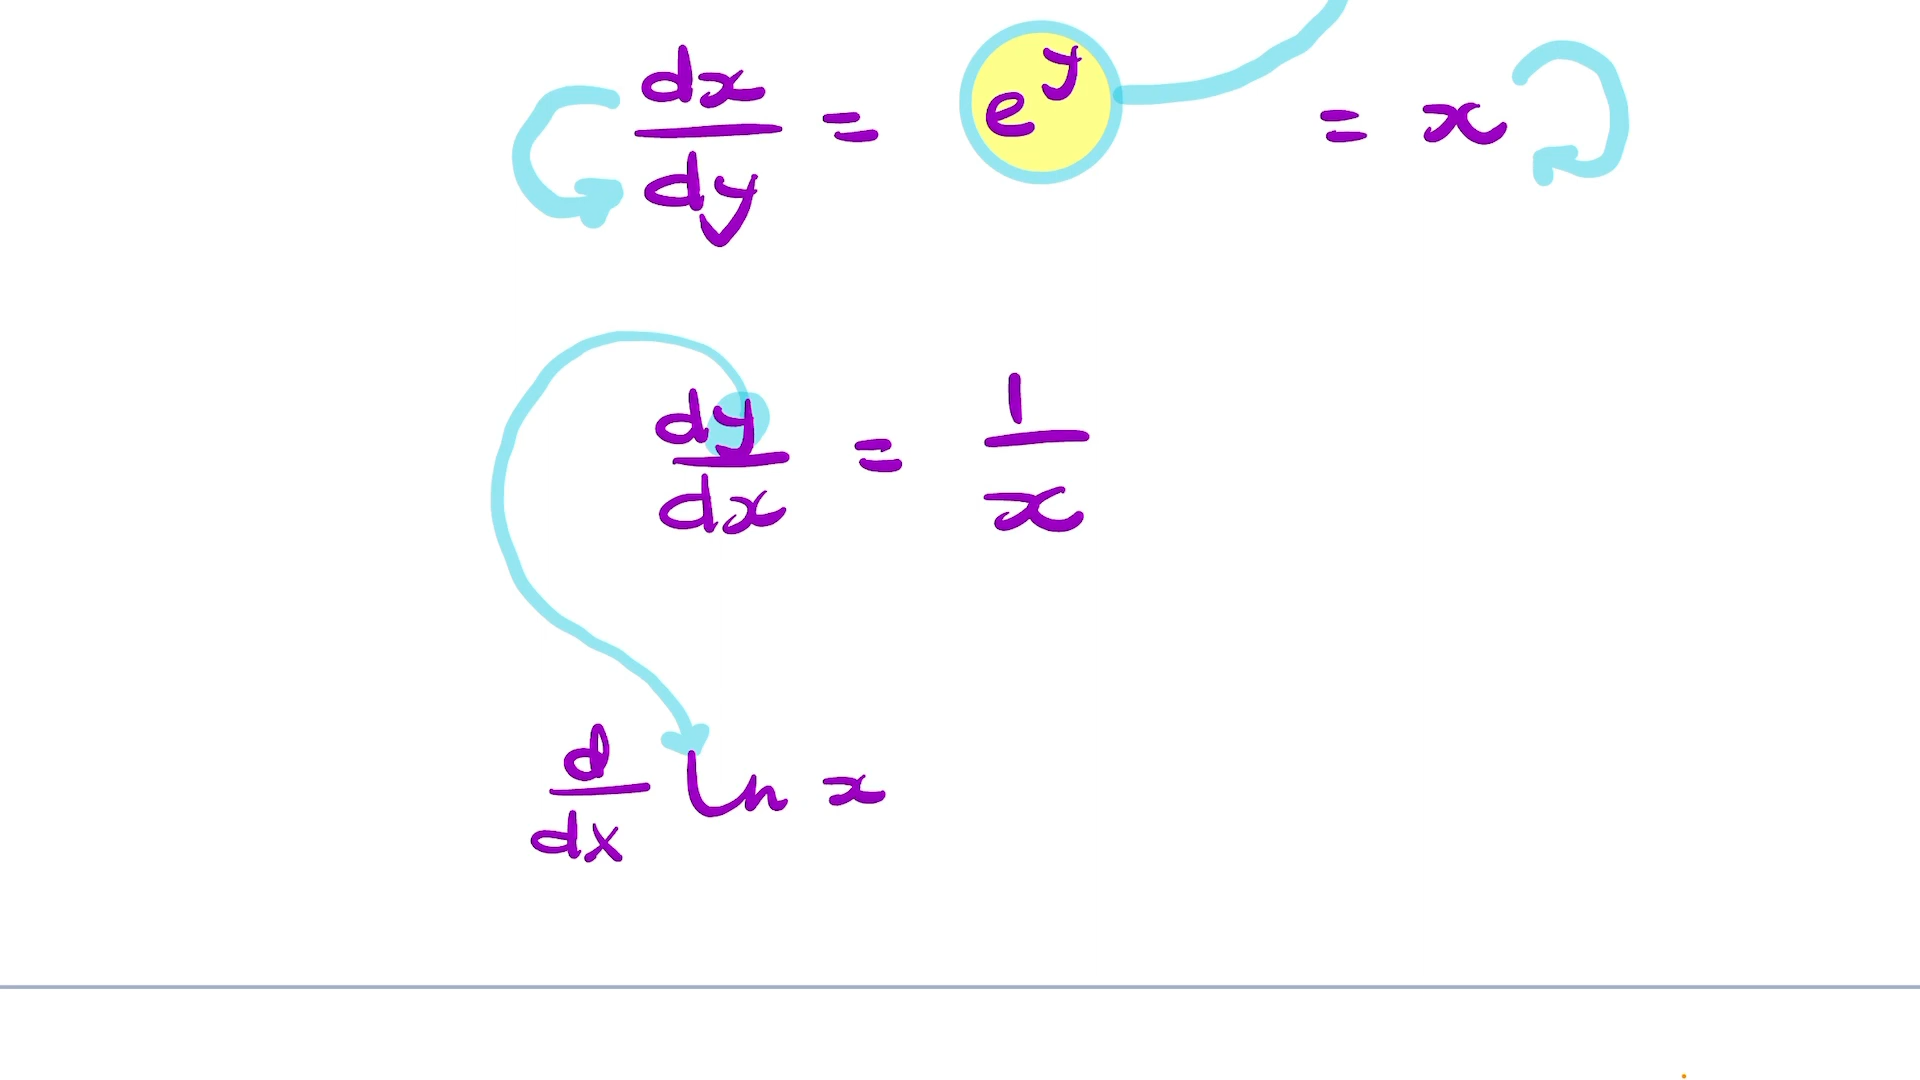 dx/dy = e^y = x
dy/dx = 1/x
d/dx ln x